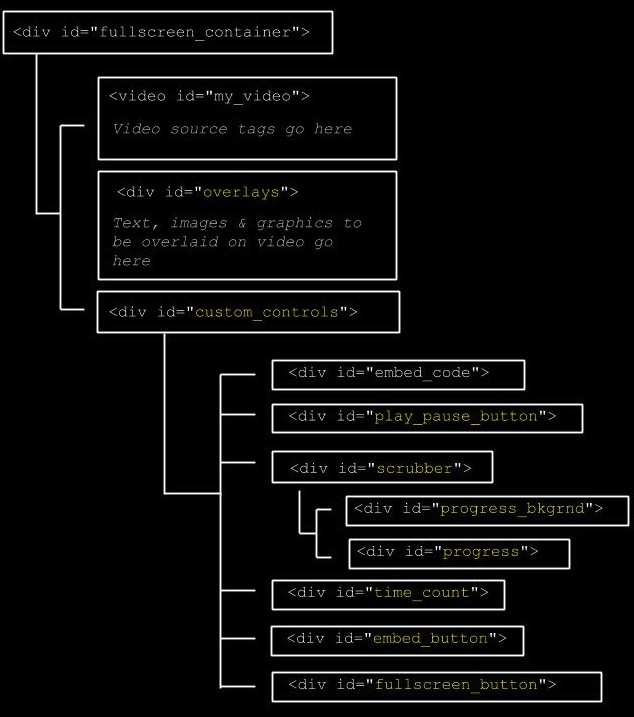 <div id="fullscreen_container">
<video id="my_video">
Video source tags go here
<div id="overlays">
Text, images & graphics to
be overlaid on video go
here
<div id="custom_controls">
<div id="embed_code">
<div id="play_pause_button">
<div id="scrubber">
<div id="progress_bkgrnd">
<div id="progress">
<div id="time_count">
<div id="embed_button">
<div id="fullscreen_button">